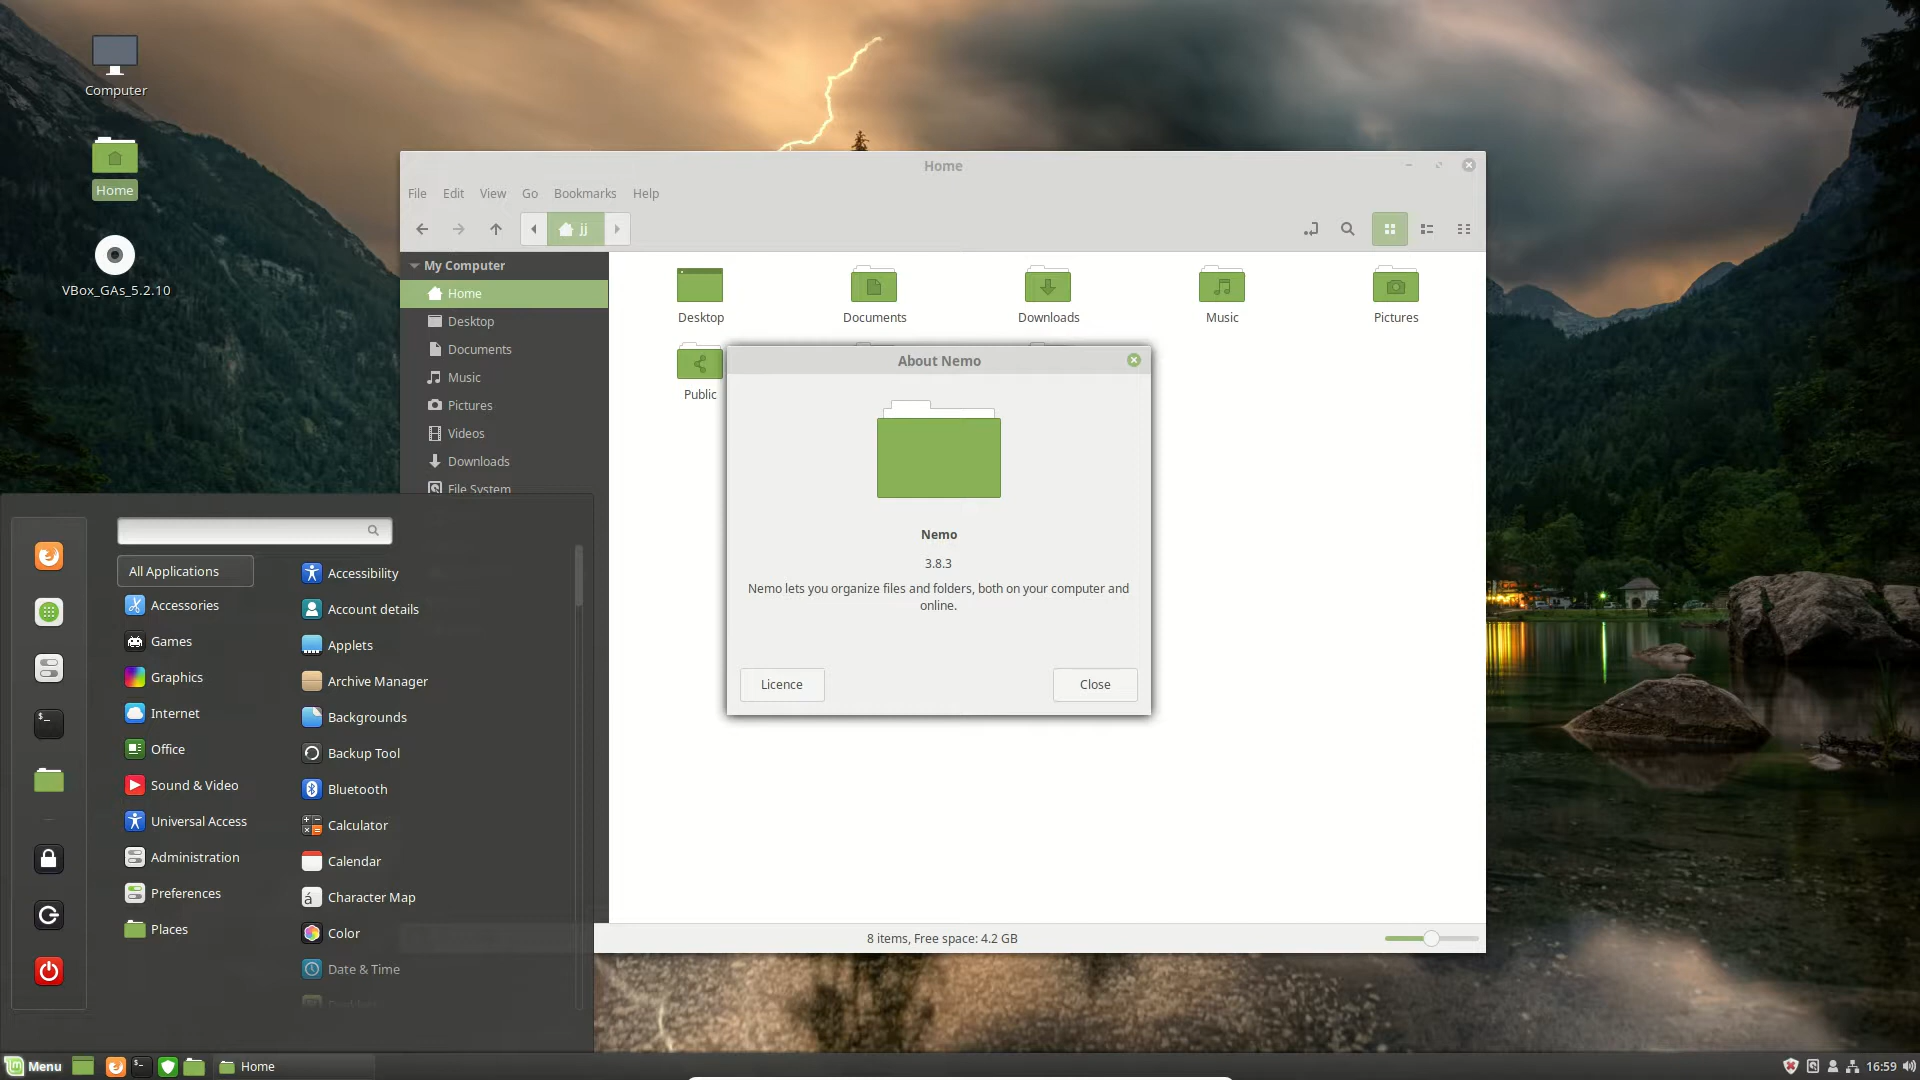 Computer
Home
VBox_GAs_5.2.10
Home
File Edit View Go Bookmarks Help
jj
My Computer
Home
Desktop
Documents
Music
Pictures
Videos
Downloads
File System
Desktop
Documents
Downloads
Music
Pictures
Public
About Nemo
Nemo
3.8.3
Nemo lets you organize files and folders, both on your computer and
online.
Licence
Close
8 items, Free space: 4.2 GB
All Applications
Accessories
Games
Graphics
Internet
Office
Sound & Video
Universal Access
Administration
Preferences
Places
Accessibility
Account details
Applets
Archive Manager
Backgrounds
Backup Tool
Bluetooth
Calculator
Calendar
Character Map
Color
Date & Time
Menu
Home
16:59